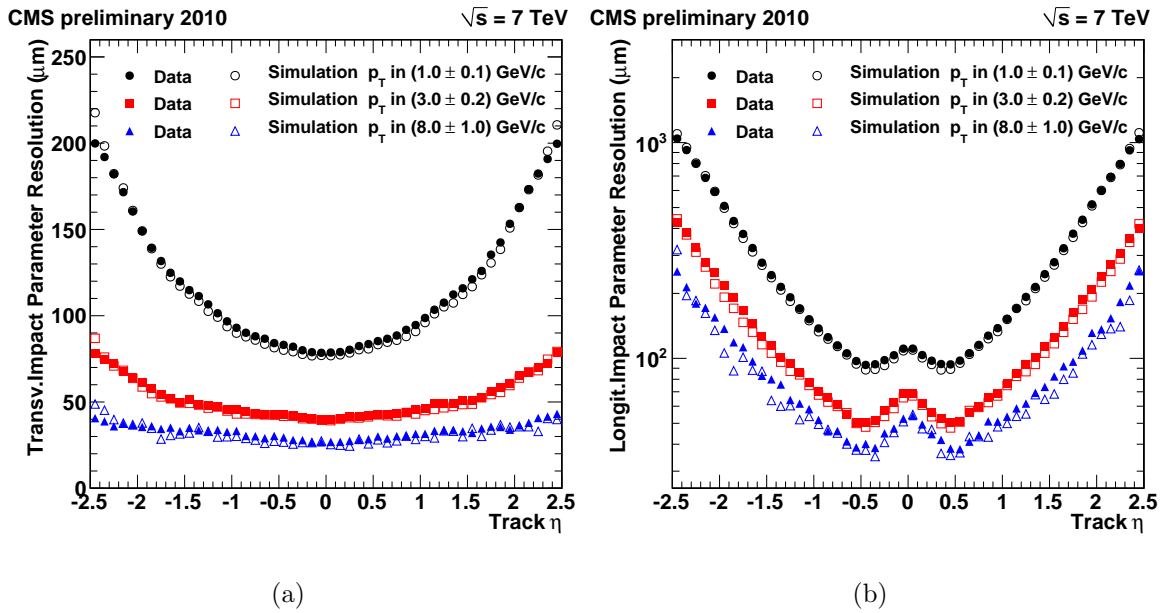 CMS preliminary 2010 √s = 7 TeV
Transv.Impact Parameter Resolution (μm)
260
250
200
150
100
50
0
Data Simulation p_T in (1.0 ± 0.1) GeV/c
Data Simulation p_T in (3.0 ± 0.2) GeV/c
Data Simulation p_T in (8.0 ± 1.0) GeV/c
-2.5 -2 -1.5 -1 -0.5 0 0.5 1 1.5 2 2.5
Track η
(a)
CMS preliminary 2010 √s = 7 TeV
Longit.Impact Parameter Resolution (μm)
10³
10²
Data Simulation p_T in (1.0 ± 0.1) GeV/c
Data Simulation p_T in (3.0 ± 0.2) GeV/c
Data Simulation p_T in (8.0 ± 1.0) GeV/c
-2.5 -2 -1.5 -1 -0.5 0 0.5 1 1.5 2 2.5
Track η
(b)